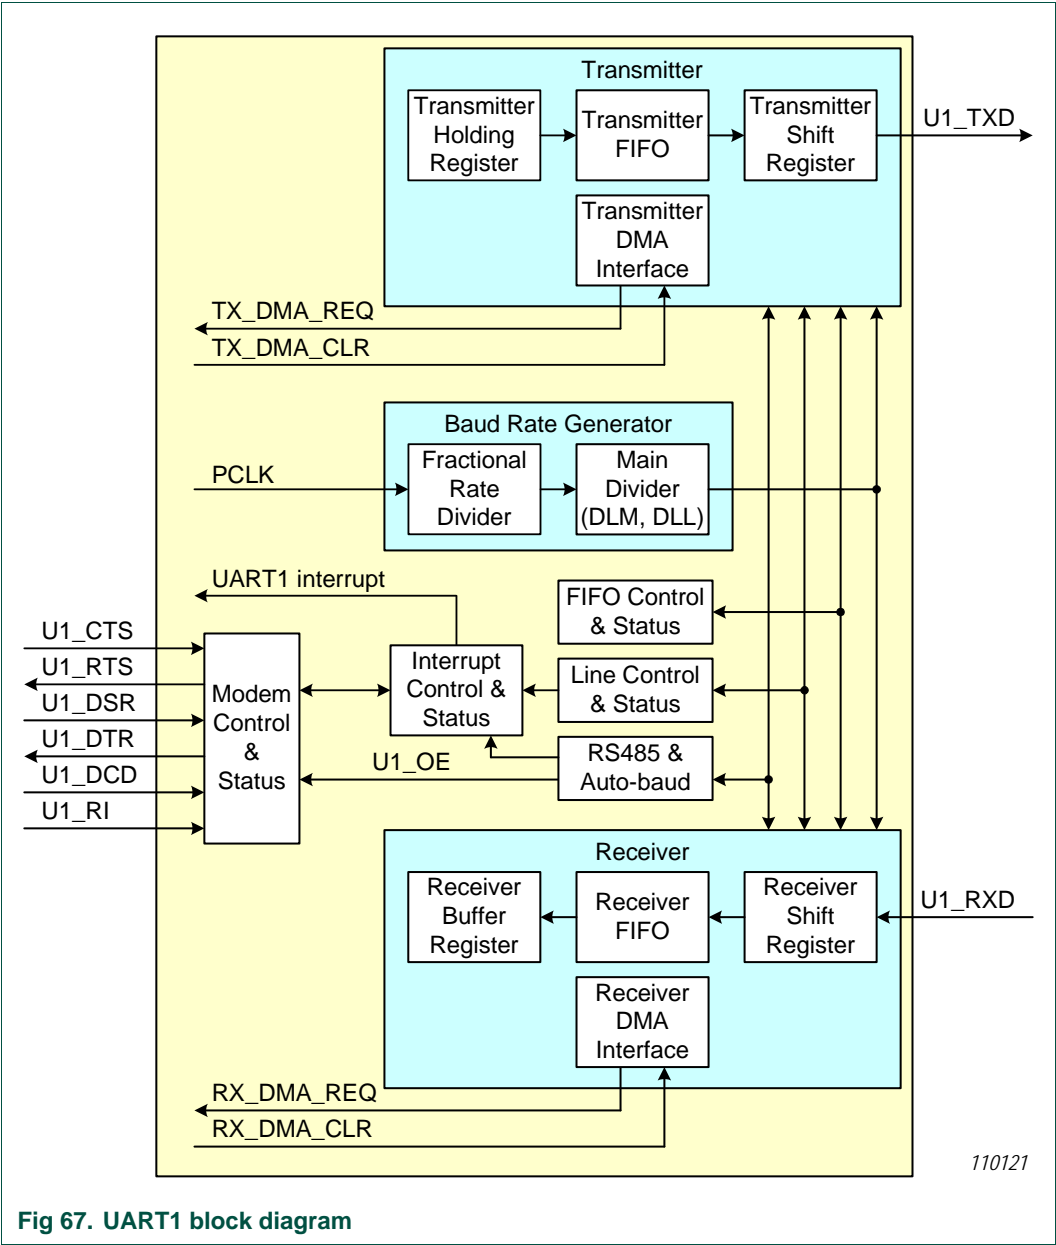 Transmitter
Transmitter
Holding
Register
Transmitter
FIFO
Transmitter
Shift
Register
U1_TXD
Transmitter
DMA
Interface
TX_DMA_REQ
TX_DMA_CLR
Baud Rate Generator
PCLK
Fractional
Rate
Divider
Main
Divider
(DLM, DLL)
UART1 interrupt
FIFO Control
& Status
U1_CTS
U1_RTS
U1_DSR
U1_DTR
U1_DCD
U1_RI
Modem
Control
&
Status
Interrupt
Control &
Status
Line Control
& Status
U1_OE
RS485 &
Auto-baud
Receiver
Receiver
Buffer
Register
Receiver
FIFO
Receiver
Shift
Register
U1_RXD
Receiver
DMA
Interface
RX_DMA_REQ
RX_DMA_CLR
110121
Fig 67. UART1 block diagram